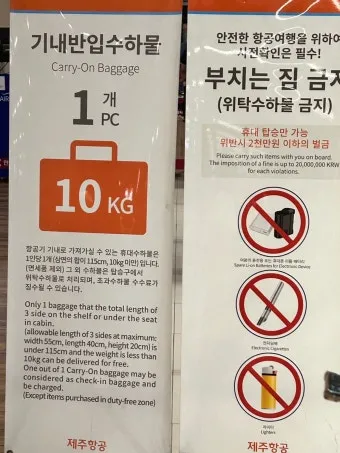 기내반입수하물
Carry-On Baggage
1 개
PC
10 KG
항공기 기내로 가져가실 수 있는 휴대수하물은
1인당 1개(삼면의 합이 115cm, 10kg 미만) 입니다.
(면세품 제외) 그 외 수하물은 탑승구에서
위탁수하물로 처리되며, 초과수하물 수수료가
징수될 수 있습니다.
Only 1 baggage that the total length of
3 side on the shelf or under the seat
in cabin.
(allowable length of 3 sides at maximum:
width 55cm, length 40cm, height 20cm) is
under 115cm and the weight is less than
10kg can be delivered for free.
One out of 1 Carry-On Baggage may be
considered as check-in baggage and
be charged.
(Except items purchased in duty-free zone)
제주항공
안전한 항공여행을 위하여
사전확인은 필수!
부치는 짐 금지
(위탁수하물 금지)
휴대 탑승만 가능
위반시 2천만원 이하의 벌금
Please carry such items with you on board.
The imposition of a fine is up to 20,000,000 KRW
for each violations.
Spare Li-ion Batteries for Electronic Device
전자담배
Electronic Cigarettes
라이터
Lighters
제주항공